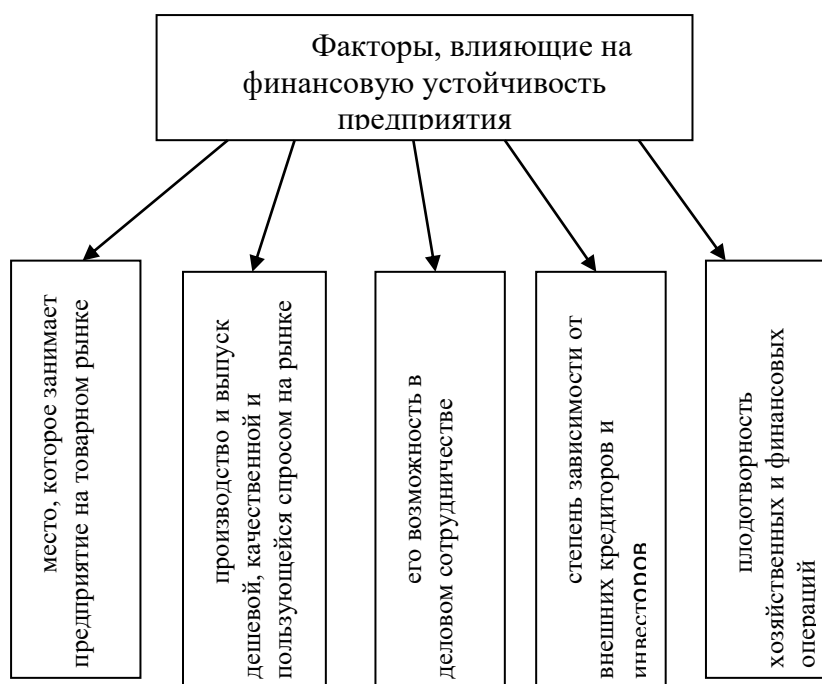 Факторы, влияющие на
финансовую устойчивость
предприятия
место, которое занимает
предприятие на товарном рынке
производство и выпуск
дешевой, качественной и
пользующейся спросом на рынке
его возможность в
деловом сотрудничестве
степень зависимости от
внешних кредиторов и
инвесторов
плодотворность
хозяйственных и финансовых
операций